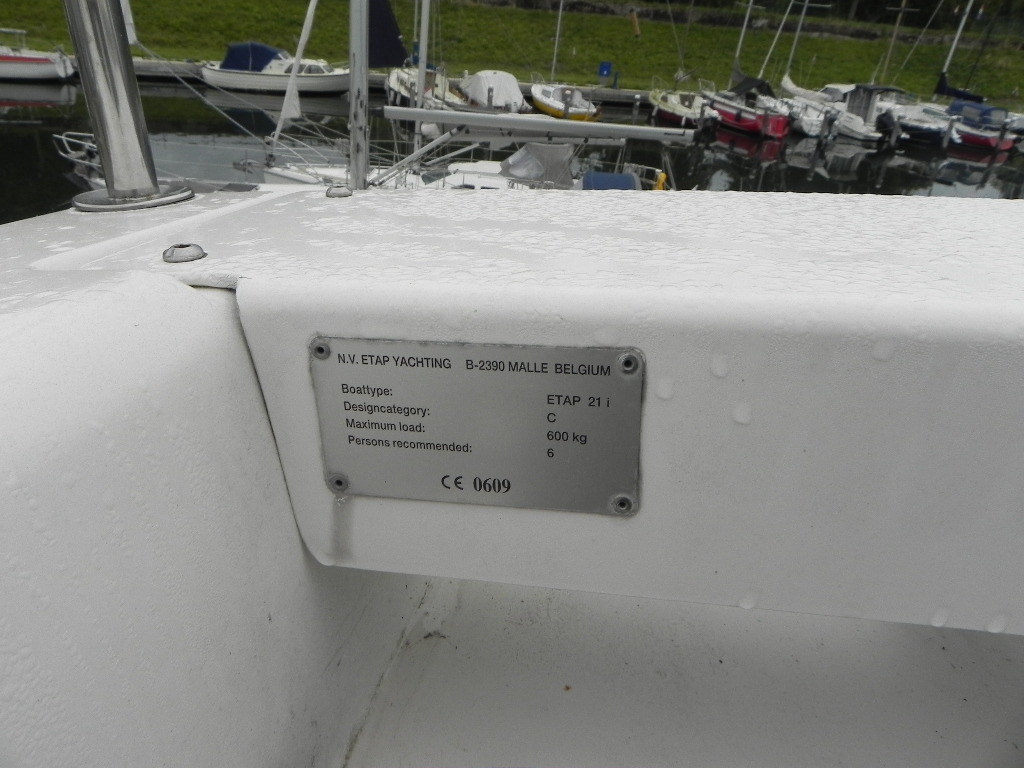 N.V. ETAP YACHTING B-2390 MALLE BELGIUM
Boattype: ETAP 21 i
Designcategory: C
Maximum load: 600 kg
Persons recommended: 6
CE 0609